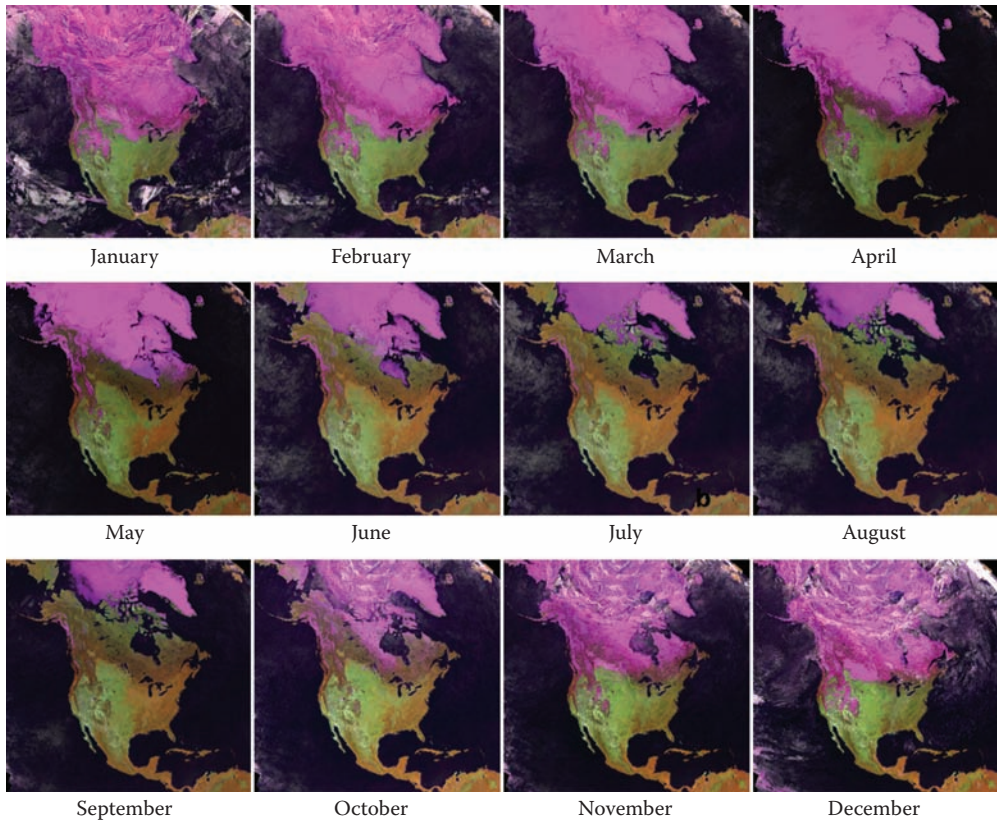 January February March April
May June July August
b
September October November December